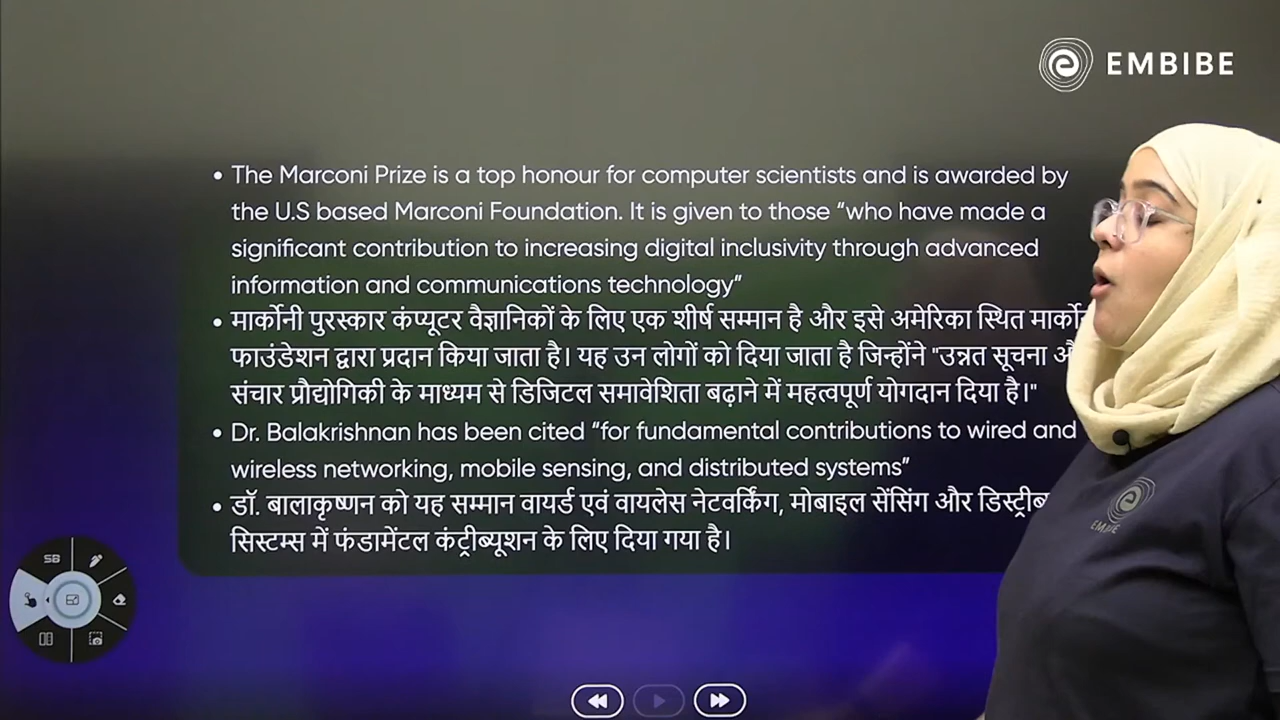 EMBIBE
• The Marconi Prize is a top honour for computer scientists and is awarded by
the U.S based Marconi Foundation. It is given to those “who have made a
significant contribution to increasing digital inclusivity through advanced
information and communications technology”
• मार्कोनी पुरस्कार कंप्यूटर वैज्ञानिकों के लिए एक शीर्ष सम्मान है और इसे अमेरिका स्थित
फाउंडेशन द्वारा प्रदान किया जाता है। यह उन लोगों को दिया जाता है जिन्होंने "उन्नत सूचना
संचार प्रौद्योगिकी के माध्यम से डिजिटल समावेशिता बढ़ाने में महत्वपूर्ण योगदान दिया है।"
• Dr. Balakrishnan has been cited “for fundamental contributions to wired and
wireless networking, mobile sensing, and distributed systems”
• डॉ. बालाकृष्णन को यह सम्मान वायर्ड एवं वायलेस नेटवर्किंग, मोबाइल सेंसिंग और
सिस्टम्स में फंडामेंटल कंट्रीब्यूशन के लिए दिया गया है।
EMBIBE
SB